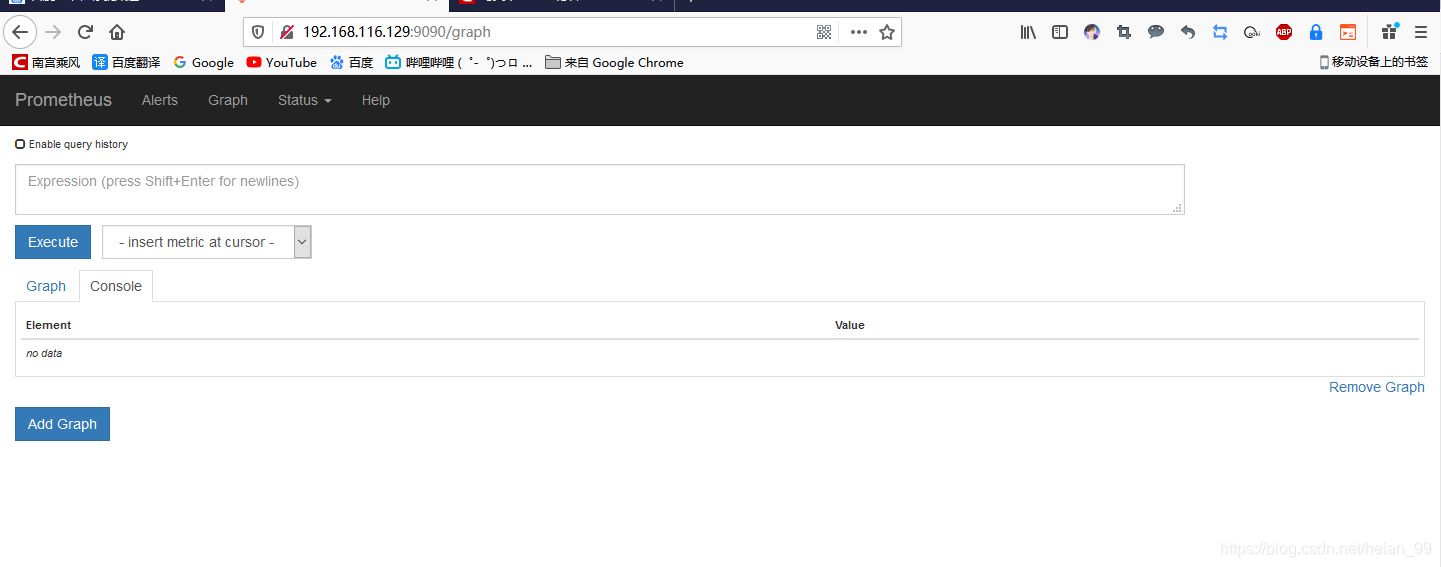 192.168.116.129:9090/graph
南宫乘风 百度翻译 Google YouTube 百度 哔哩哔哩 ( ゜- ゜)つロ ... 来自 Google Chrome 移动设备上的书签
Prometheus Alerts Graph Status Help
Enable query history
Expression (press Shift+Enter for newlines)
Execute - insert metric at cursor -
Graph Console
Element Value
no data
Remove Graph
Add Graph
https://blog.csdn.net/heian_99